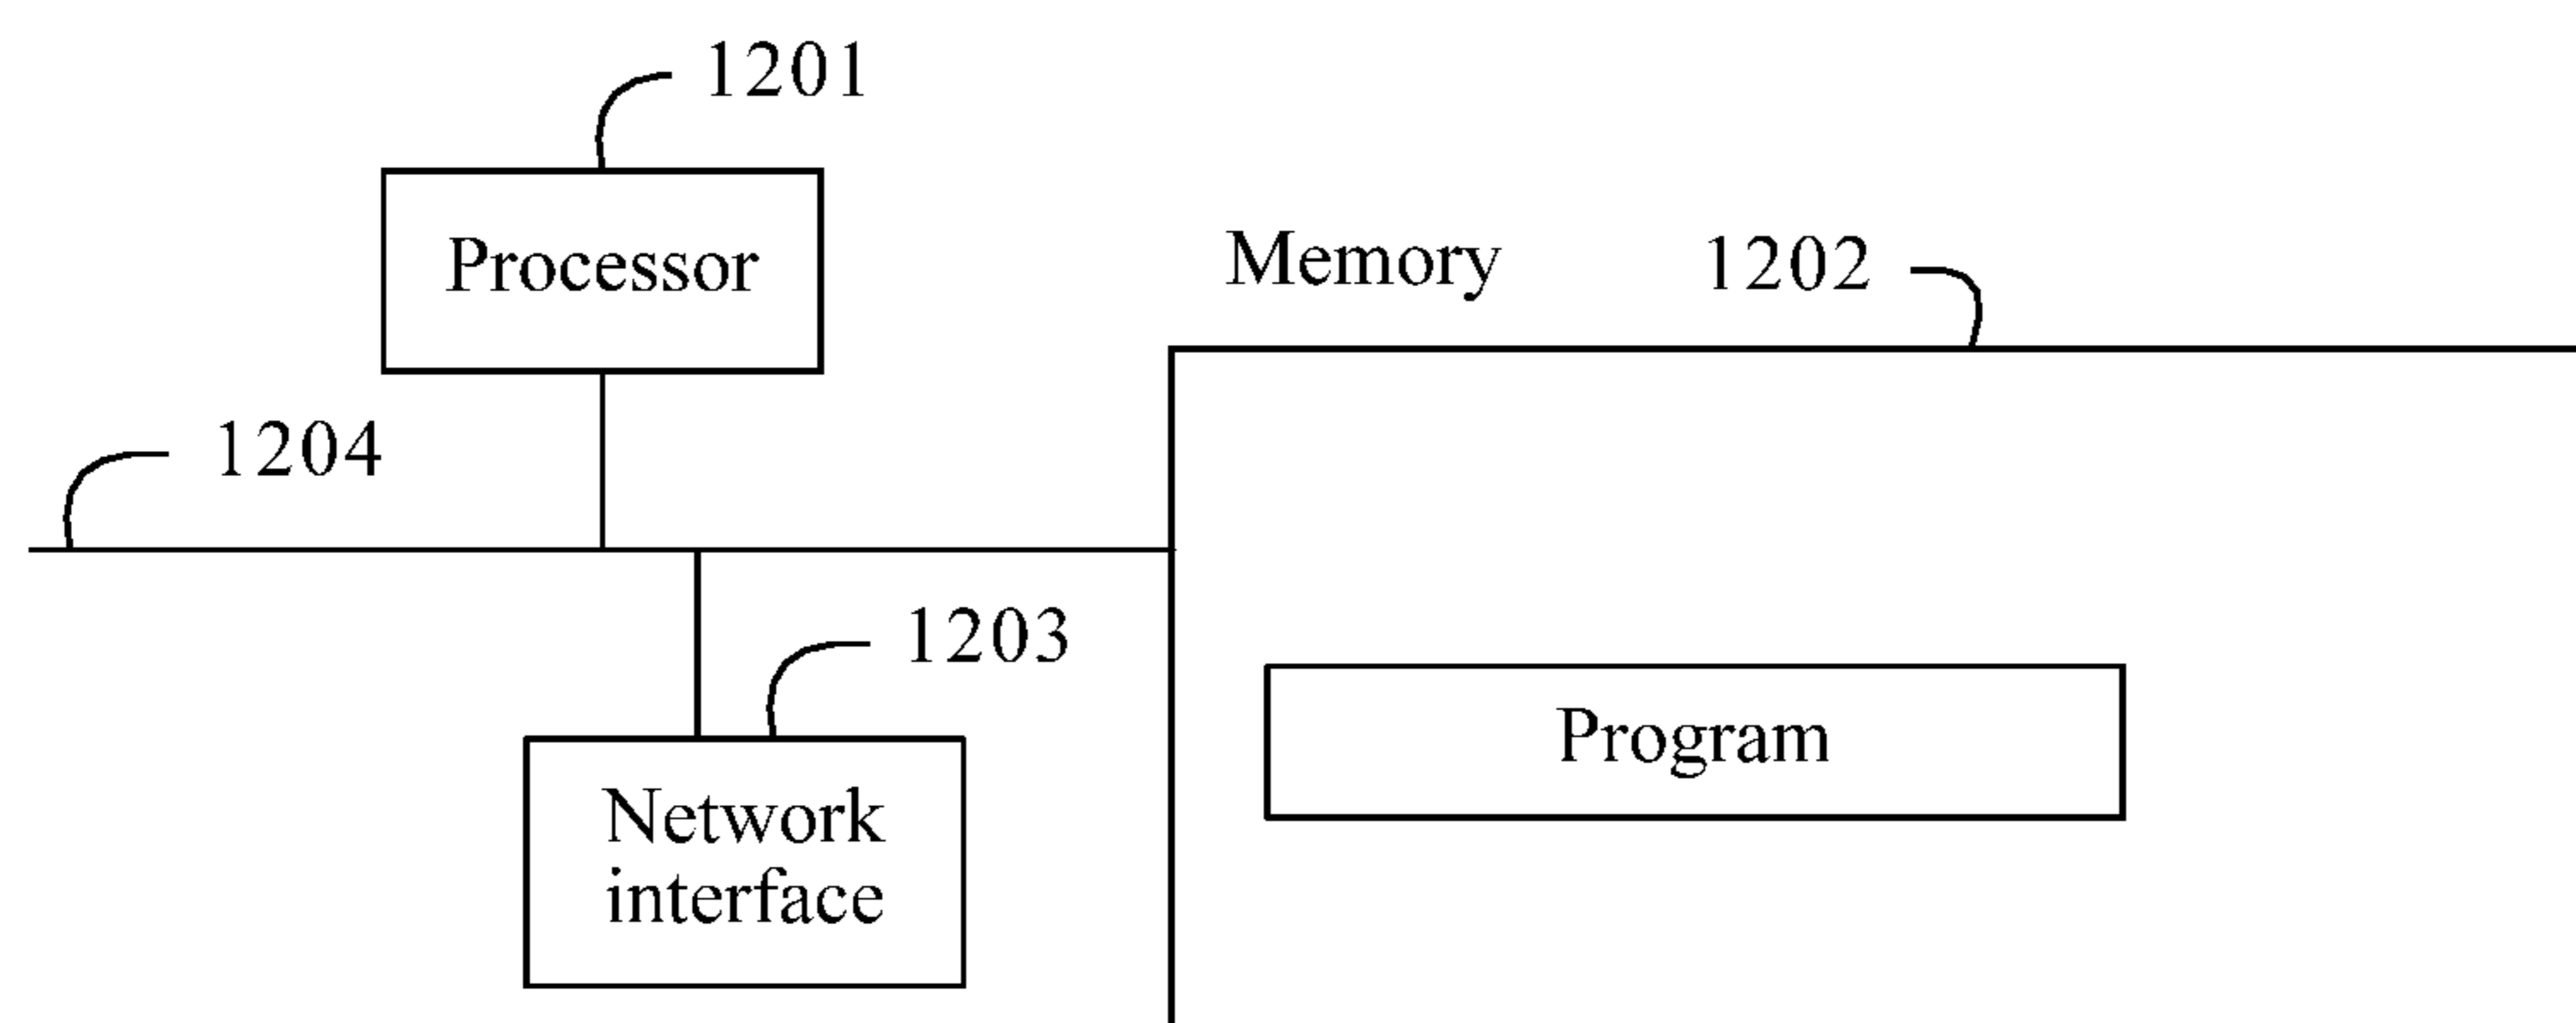 1201
Processor
Memory
1202
1204
1203
Program
Network
interface